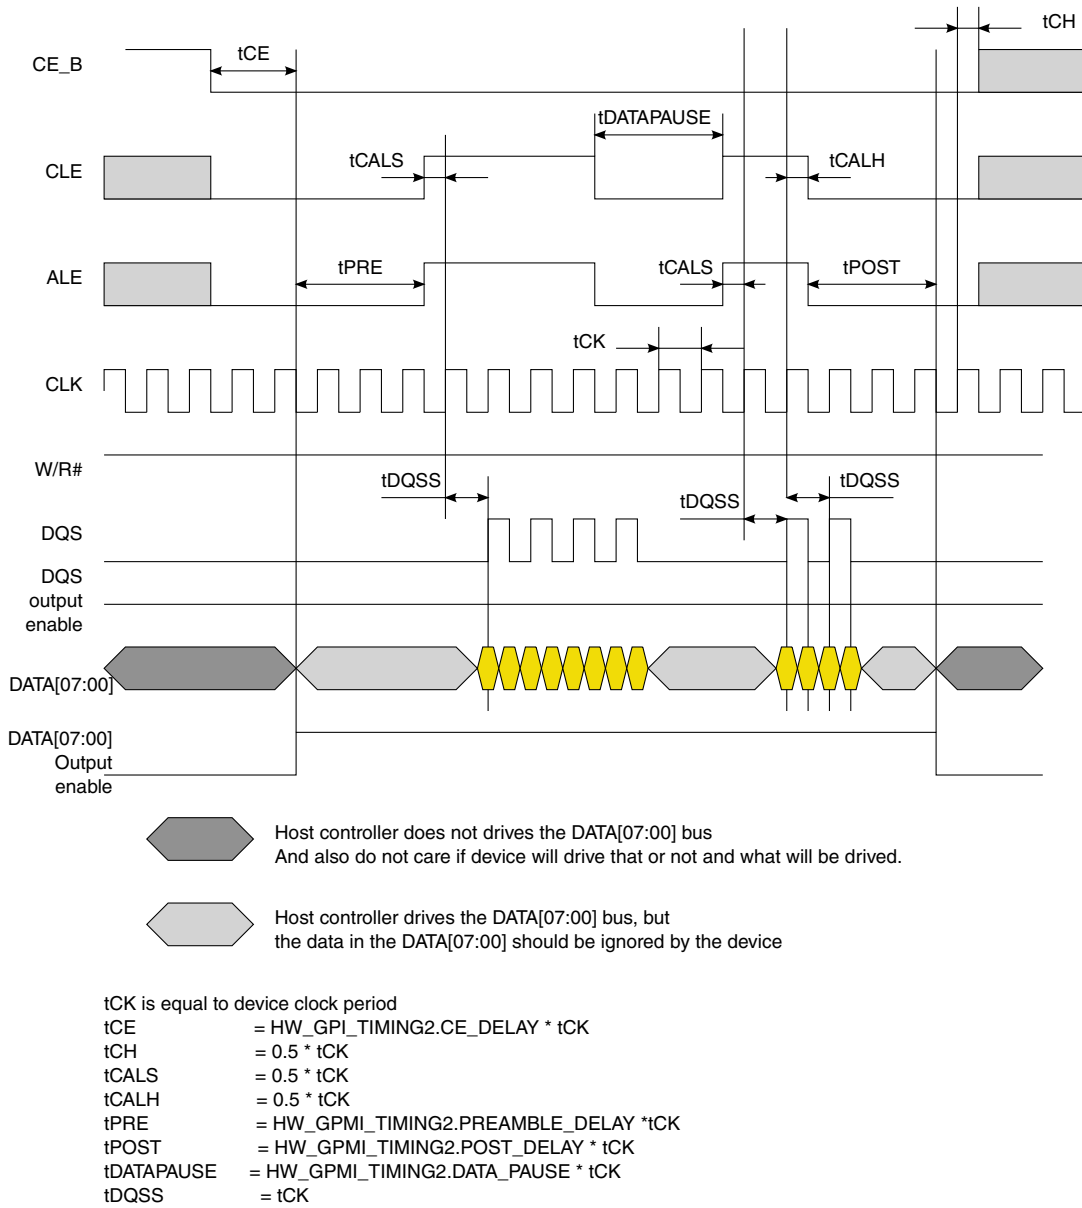 tCH
tCE
CE_B
tDATAPAUSE
tCALS
tCALH
CLE
tPRE
tCALS
tPOST
ALE
tCK
CLK
W/R#
tDQSS
tDQSS
tDQSS
DQS
DQS
output
enable
DATA[07:00]
DATA[07:00]
Output
enable
Host controller does not drives the DATA[07:00] bus
And also do not care if device will drive that or not and what will be drived.
Host controller drives the DATA[07:00] bus, but
the data in the DATA[07:00] should be ignored by the device
tCK is equal to device clock period
tCE = HW_GPI_TIMING2.CE_DELAY * tCK
tCH = 0.5 * tCK
tCALS = 0.5 * tCK
tCALH = 0.5 * tCK
tPRE = HW_GPMI_TIMING2.PREAMBLE_DELAY *tCK
tPOST = HW_GPMI_TIMING2.POST_DELAY * tCK
tDATAPAUSE = HW_GPMI_TIMING2.DATA_PAUSE * tCK
tDQSS = tCK